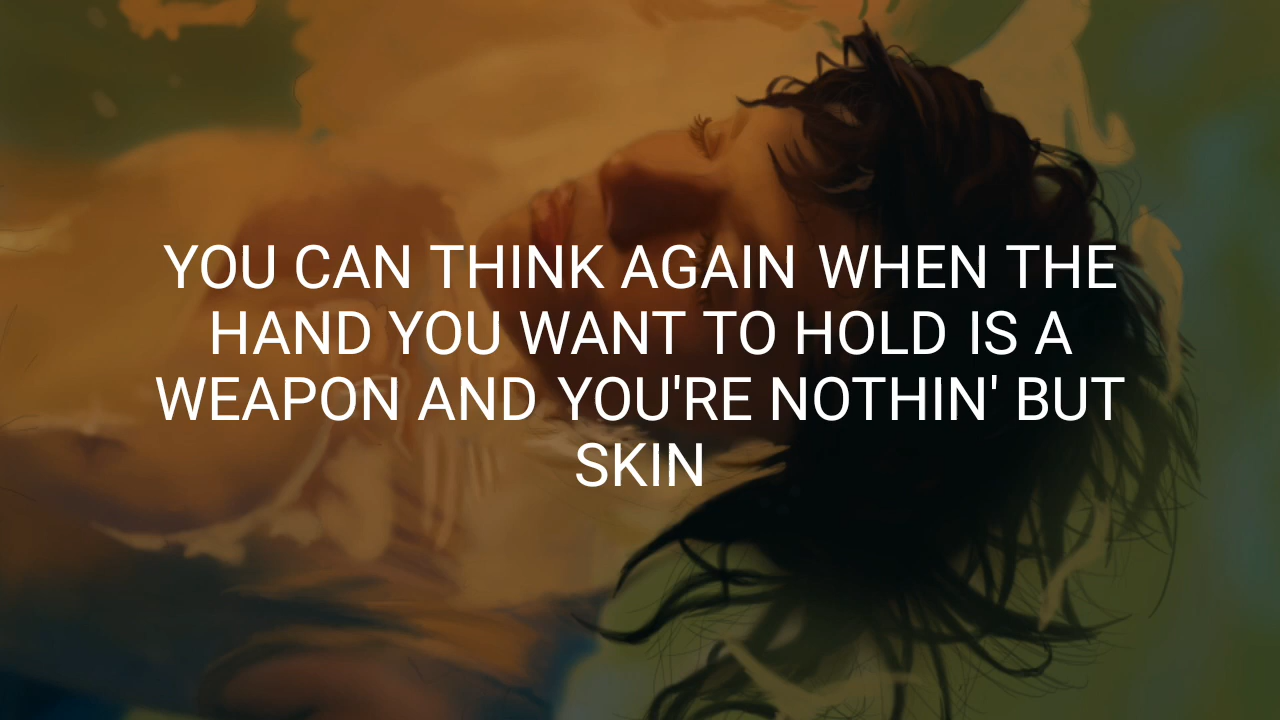 YOU CAN THINK AGAIN WHEN THE
HAND YOU WANT TO HOLD IS A
WEAPON AND YOU'RE NOTHIN' BUT
SKIN